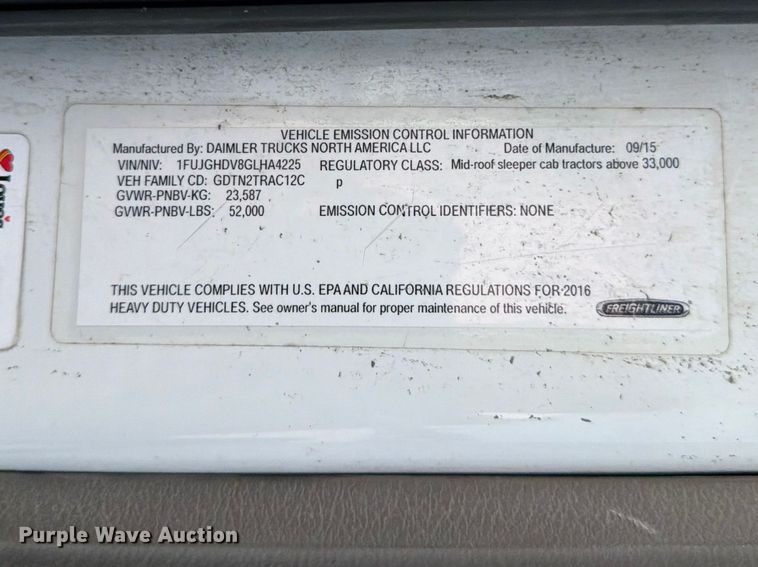 VEHICLE EMISSION CONTROL INFORMATION
Manufactured By: DAIMLER TRUCKS NORTH AMERICA LLC Date of Manufacture: 09/15
VIN/NIV: 1FUJGHDV8GLHA4225 REGULATORY CLASS: Mid-roof sleeper cab tractors above 33,000
VEH FAMILY CD: GDTN2TRAC12C p
GVWR-PNBV-KG: 23,587
GVWR-PNBV-LBS: 52,000 EMISSION CONTROL IDENTIFIERS: NONE
THIS VEHICLE COMPLIES WITH U.S. EPA AND CALIFORNIA REGULATIONS FOR 2016
HEAVY DUTY VEHICLES. See owner's manual for proper maintenance of this vehicle.
FREIGHTLINER
Purple Wave Auction